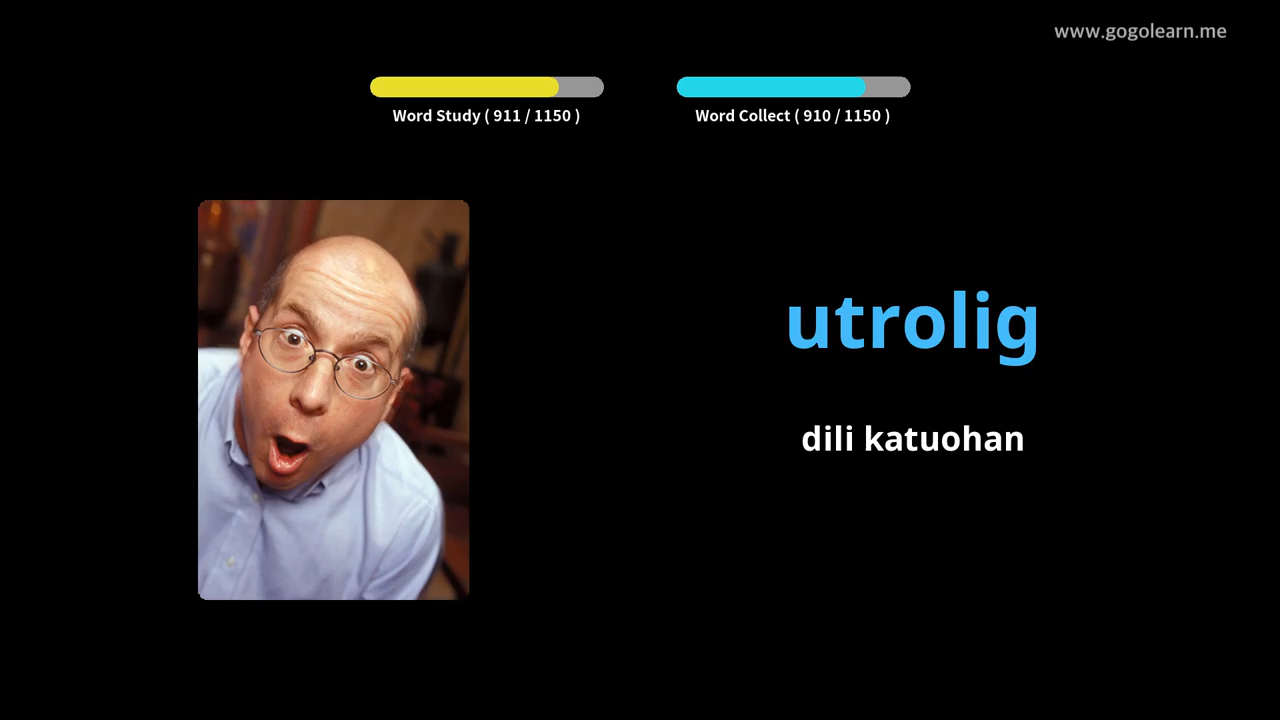 www.gogolearn.me
Word Study ( 911 / 1150 )
Word Collect ( 910 / 1150 )
utrolig
dili katuohan